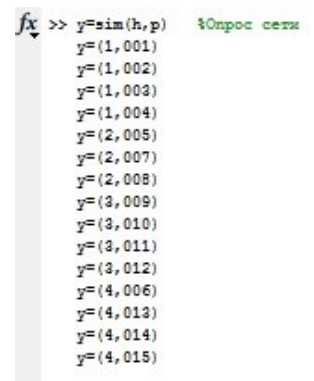 fx >> y=sim(h,p) %Опрос сети
y=(1,001)
y=(1,002)
y=(1,003)
y=(1,004)
y=(2,005)
y=(2,007)
y=(2,008)
y=(3,009)
y=(3,010)
y=(3,011)
y=(3,012)
y=(4,006)
y=(4,013)
y=(4,014)
y=(4,015)